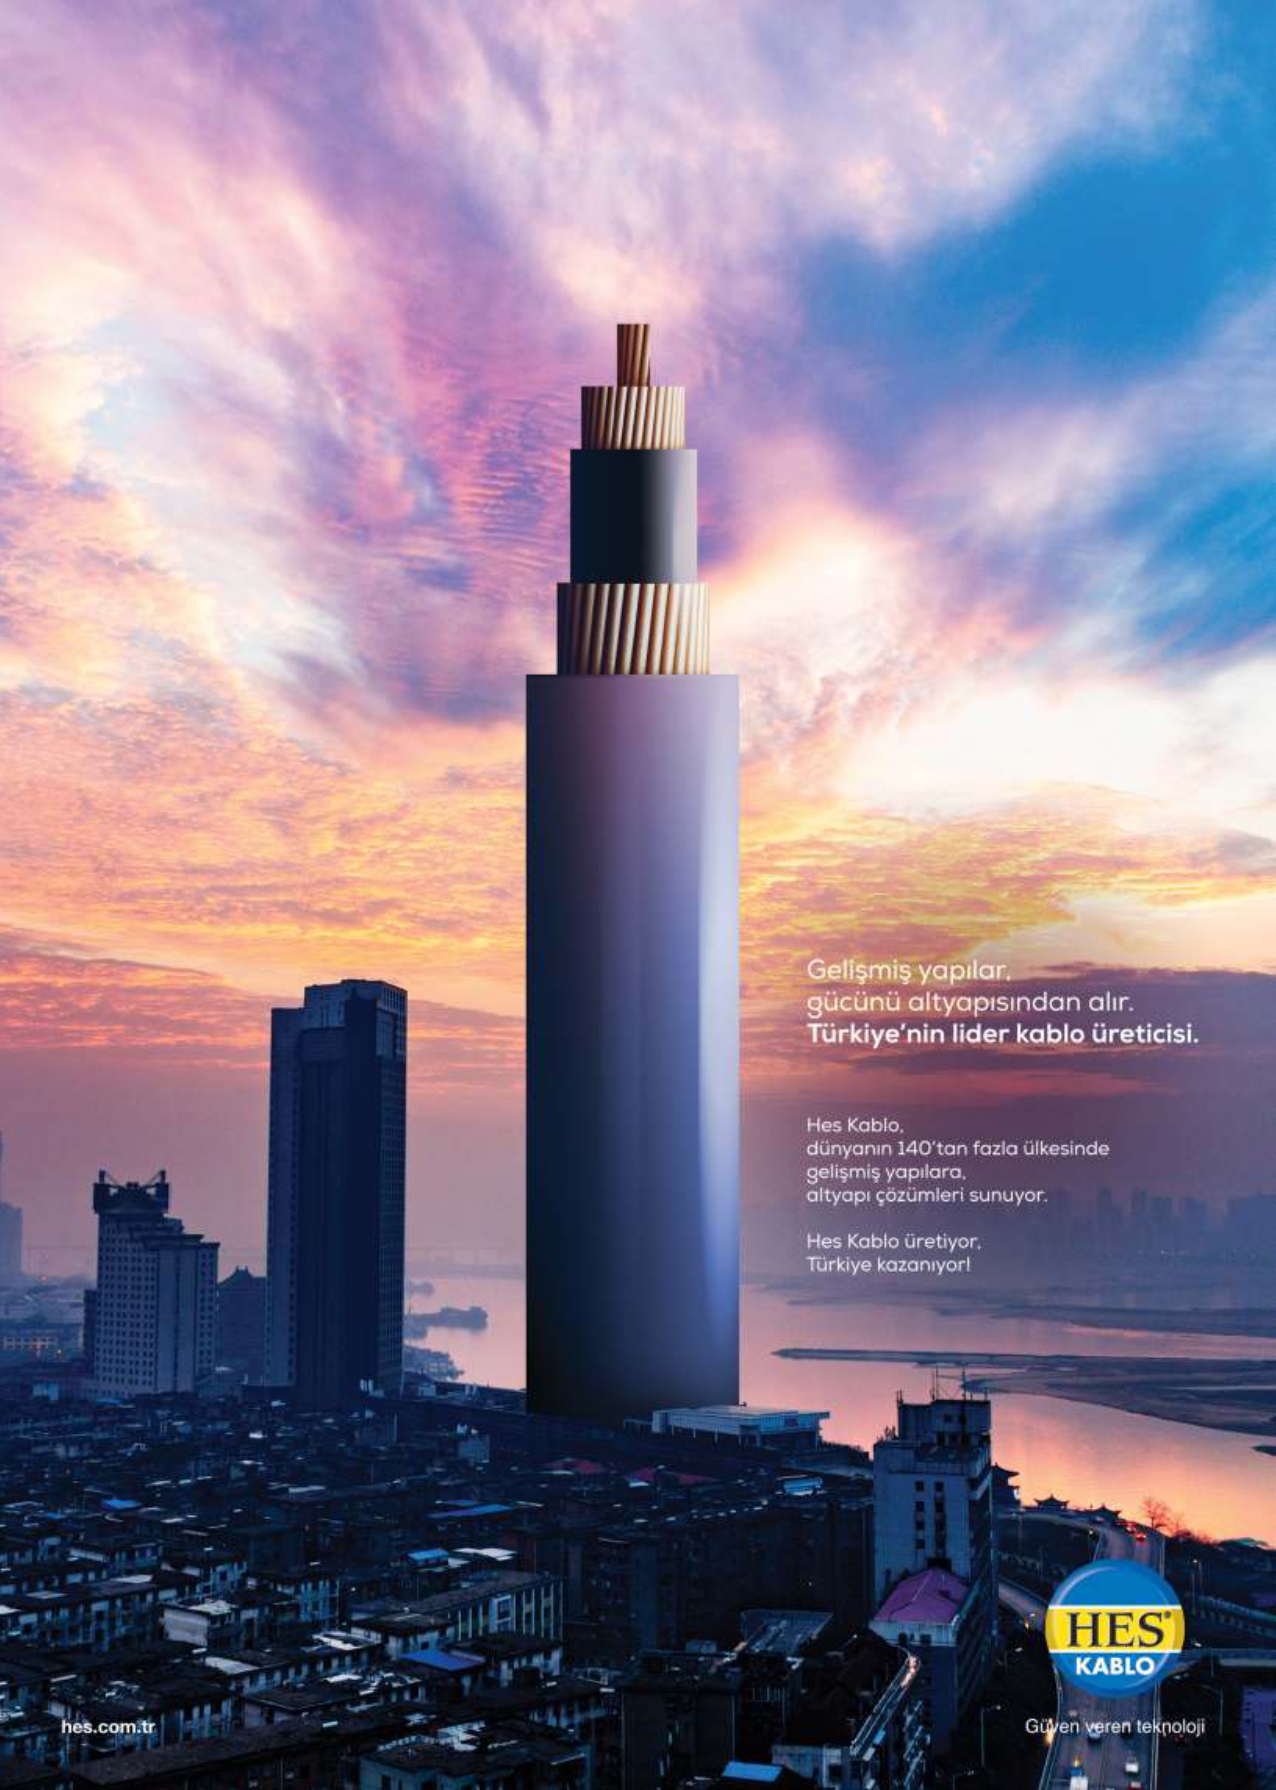 Gelişmiş yapılar,
gücünü altyapısından alır.
Türkiye'nin lider kablo üreticisi.
Hes Kablo,
dünyanın 140'tan fazla ülkesinde
gelişmiş yapılara,
altyapı çözümleri sunuyor.
Hes Kablo üretiyor,
Türkiye kazanıyor!
HES®
KABLO
hes.com.tr
Güven veren teknoloji